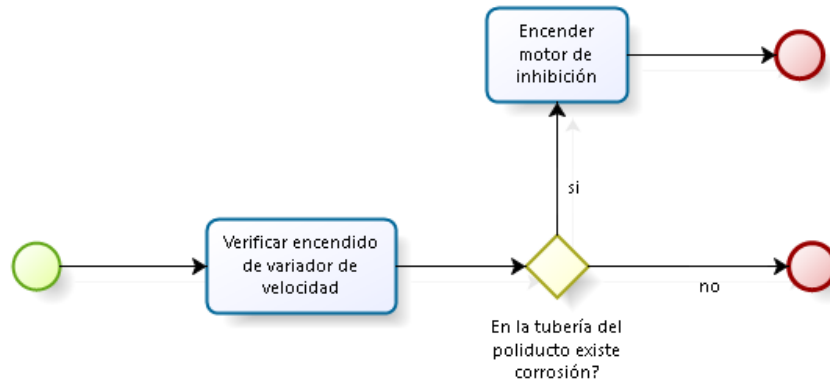 Encender
motor de
inhibición
si
Verificar encendido
de variador de
velocidad
no
En la tubería del
poliducto existe
corrosión?